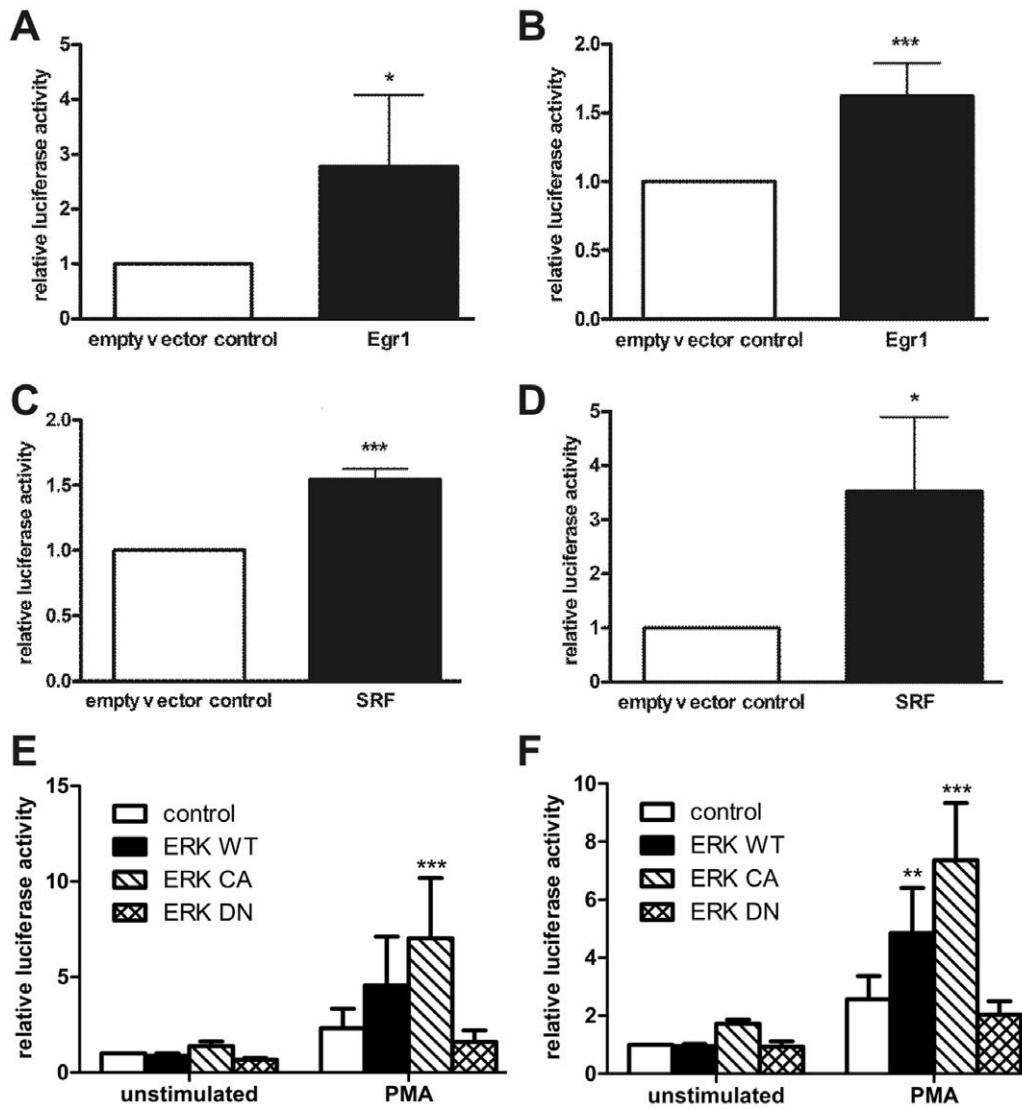 A
relative luciferase activity
5
4
3
2
1
0
*
empty vector control
Egr1
B
relative luciferase activity
2.0
1.5
1.0
0.5
0.0
***
empty vector control
Egr1
C
relative luciferase activity
2.0
1.5
1.0
0.5
0.0
***
empty vector control
SRF
D
relative luciferase activity
5
4
3
2
1
0
*
empty vector control
SRF
E
relative luciferase activity
15
10
5
0
control
ERK WT
ERK CA
ERK DN
***
unstimulated
PMA
F
relative luciferase activity
10
8
6
4
2
0
control
ERK WT
ERK CA
ERK DN
**
***
unstimulated
PMA